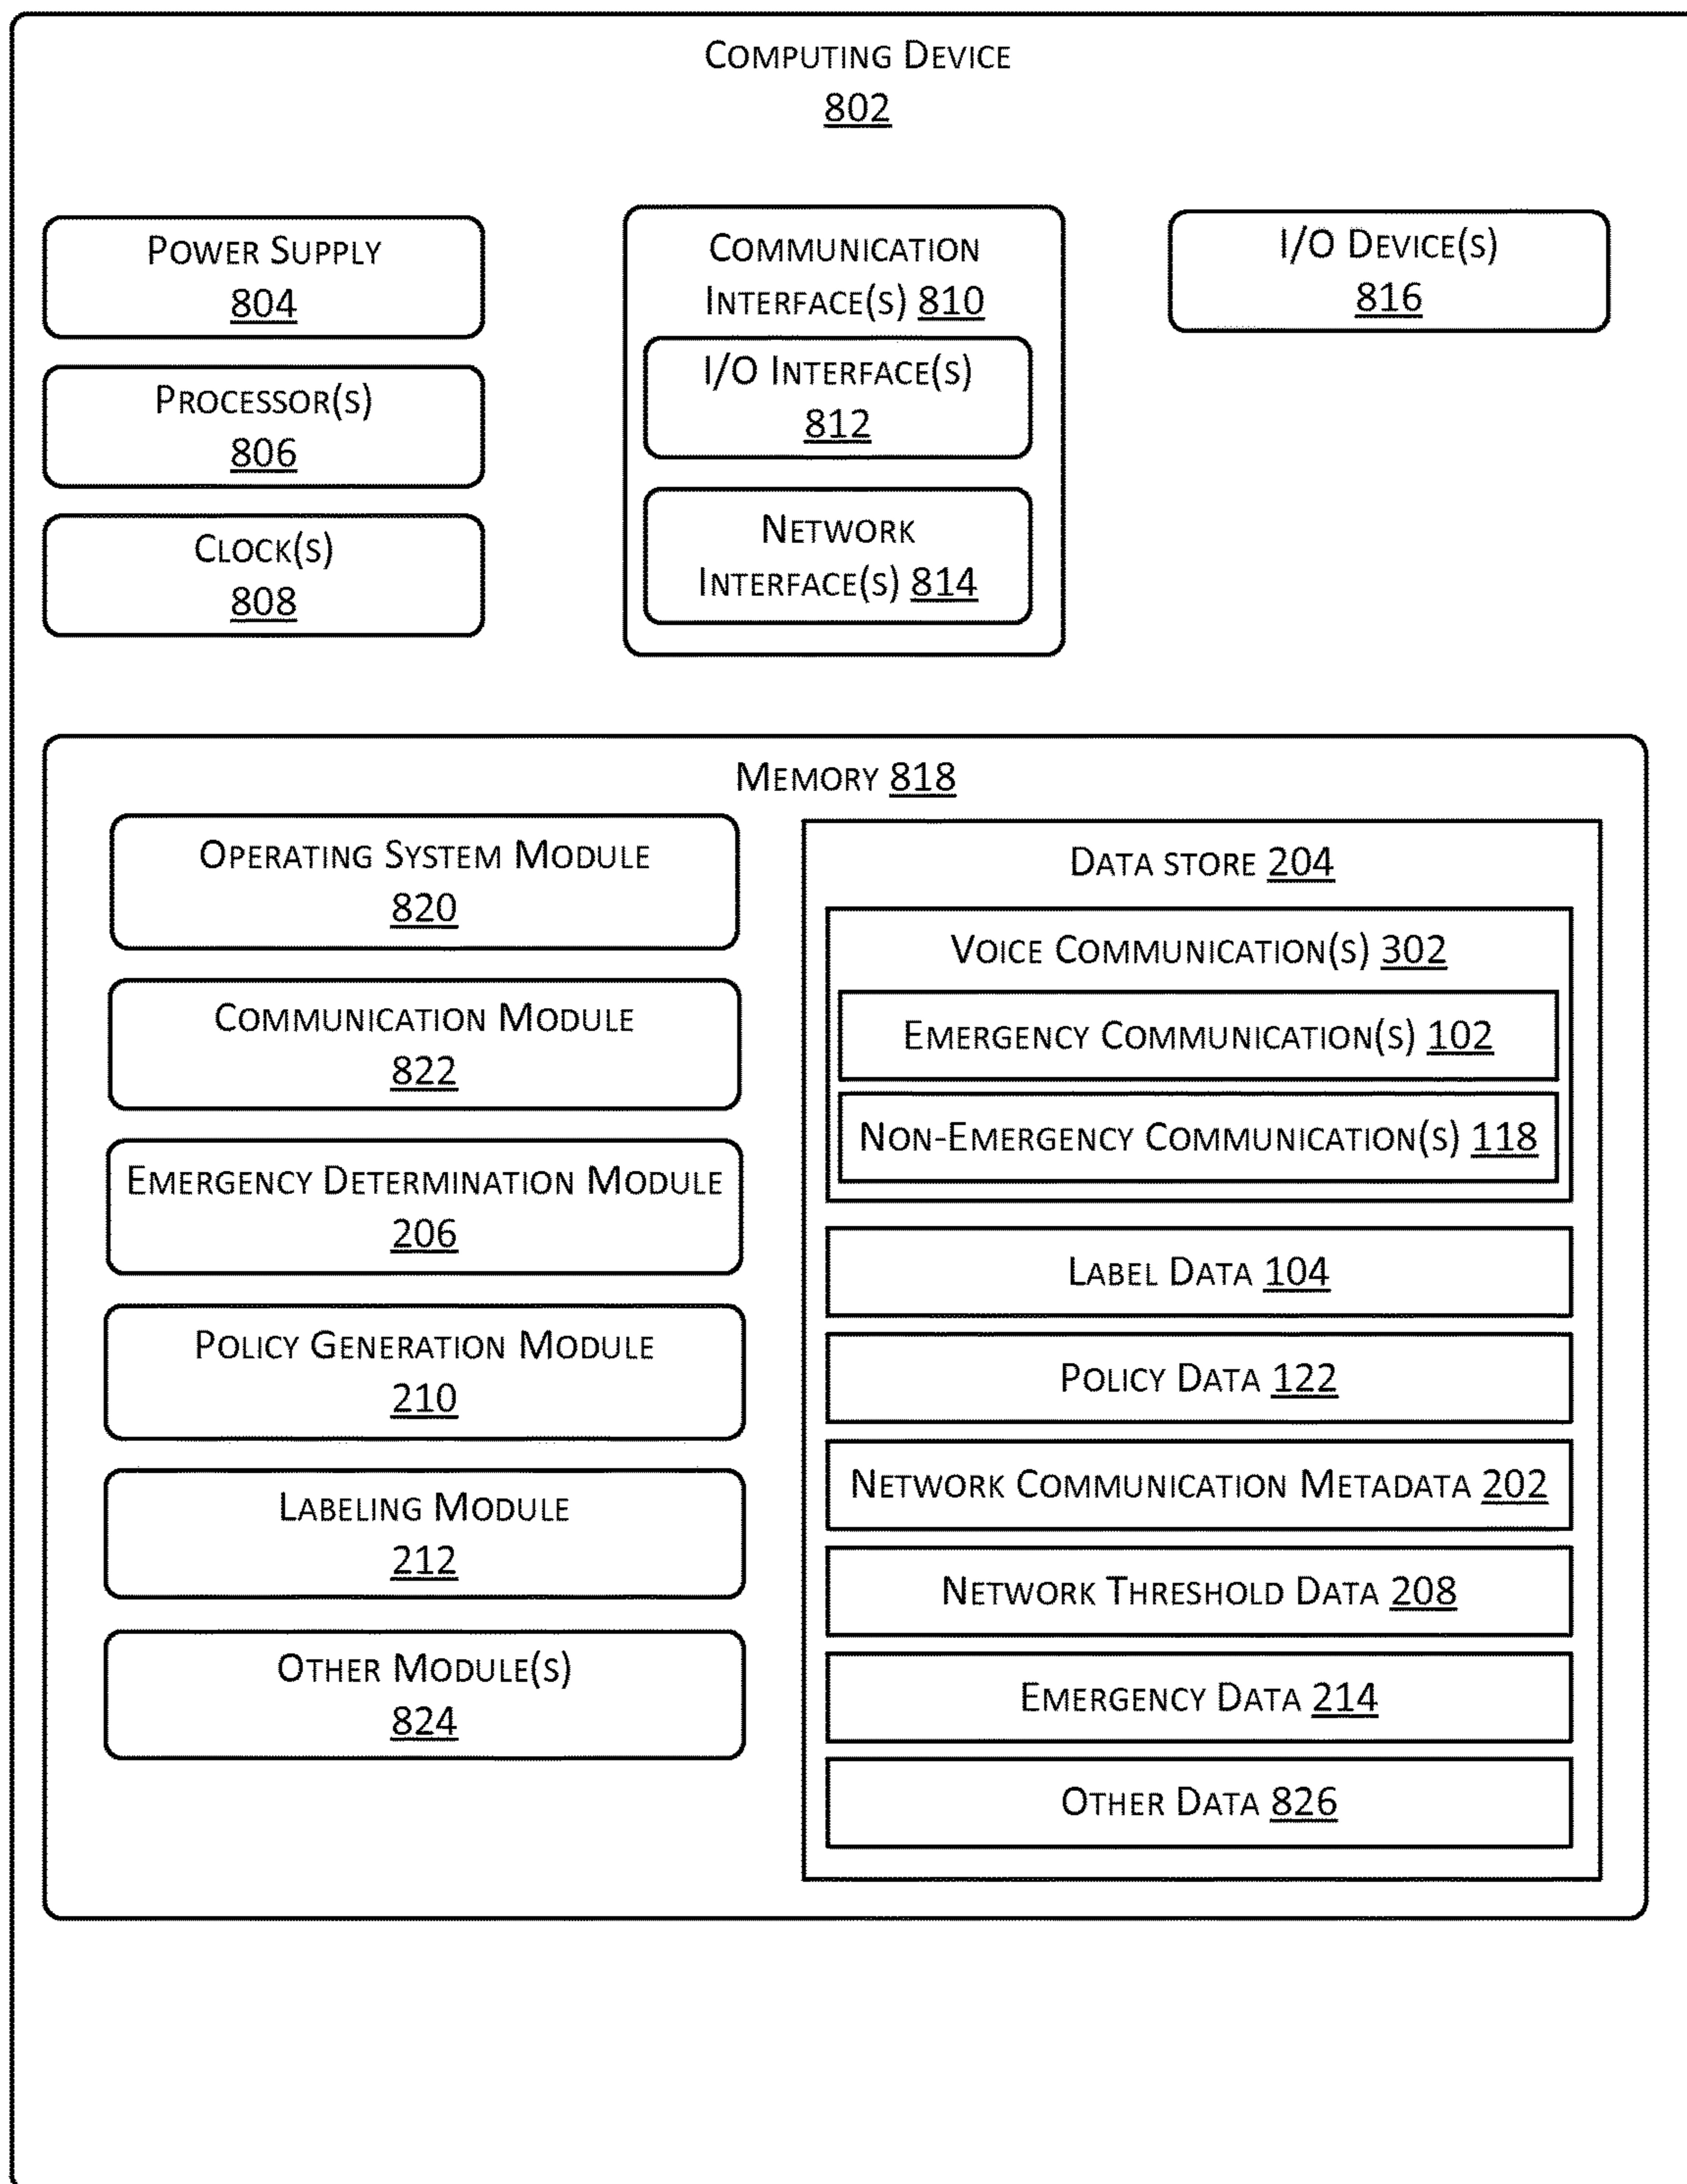 COMPUTING DEVICE
802
POWER SUPPLY
804
PROCESSOR(S)
806
CLOCK(S)
808
COMMUNICATION
INTERFACE(S) 810
I/O INTERFACE(S)
812
NETWORK
INTERFACE(S) 814
I/O DEVICE(S)
816
MEMORY 818
OPERATING SYSTEM MODULE
820
COMMUNICATION MODULE
822
EMERGENCY DETERMINATION MODULE
206
POLICY GENERATION MODULE
210
LABELING MODULE
212
OTHER MODULE(S)
824
DATA STORE 204
VOICE COMMUNICATION(S) 302
EMERGENCY COMMUNICATION(S) 102
NON-EMERGENCY COMMUNICATION(S) 118
LABEL DATA 104
POLICY DATA 122
NETWORK COMMUNICATION METADATA 202
NETWORK THRESHOLD DATA 208
EMERGENCY DATA 214
OTHER DATA 826